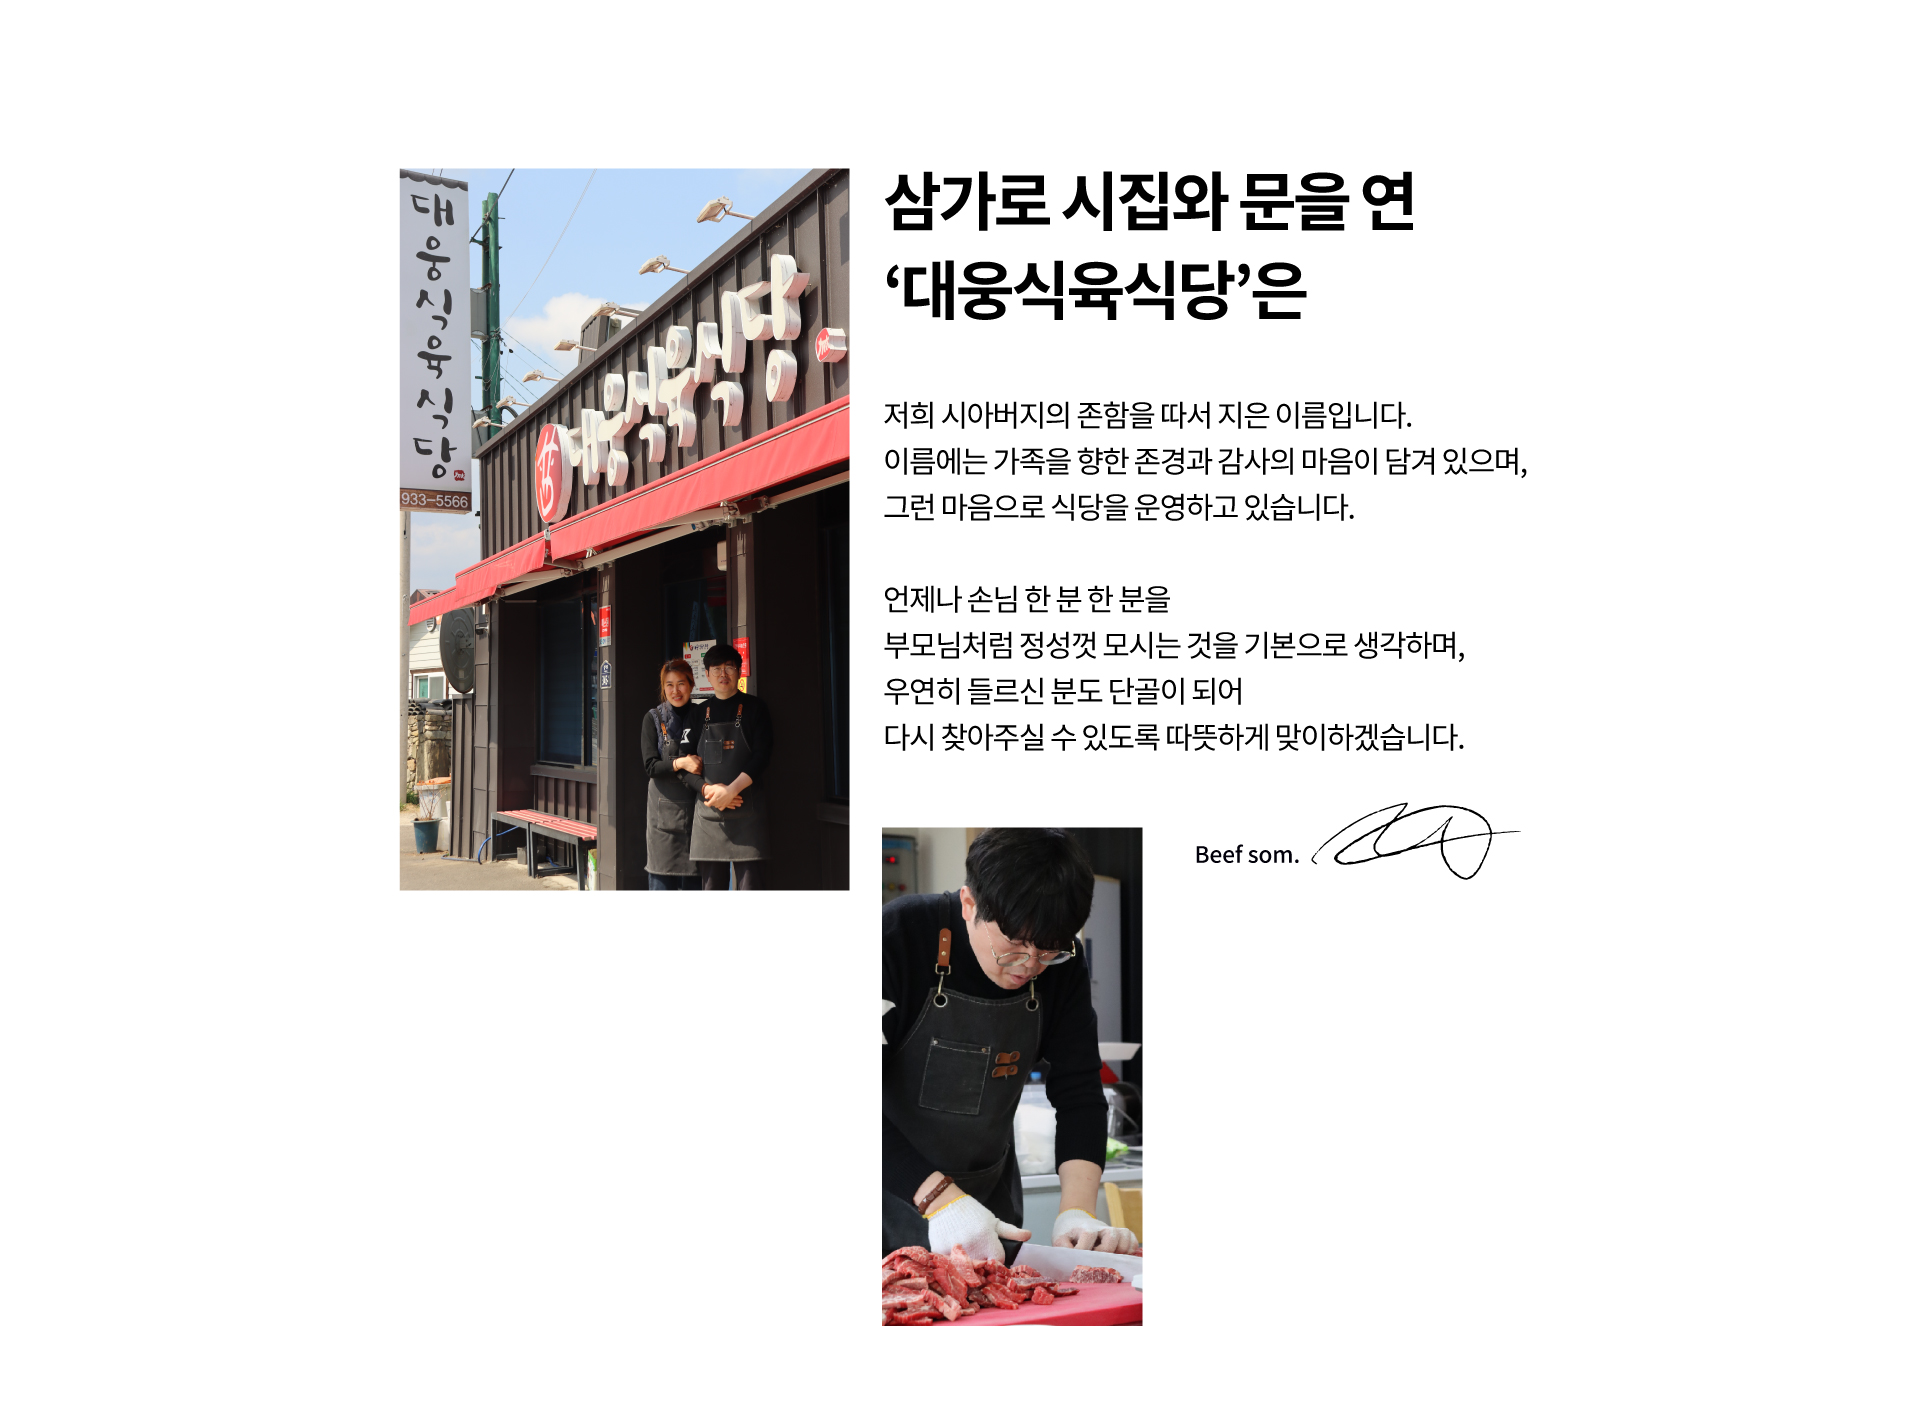 대웅식육식당
933-5566
대웅식육식당
삼가로 시집와 문을 연
‘대웅식육식당’은
저희 시아버지의 존함을 따서 지은 이름입니다.
이름에는 가족을 향한 존경과 감사의 마음이 담겨 있으며,
그런 마음으로 식당을 운영하고 있습니다.
언제나 손님 한 분 한 분을
부모님처럼 정성껏 모시는 것을 기본으로 생각하며,
우연히 들르신 분도 단골이 되어
다시 찾아주실 수 있도록 따뜻하게 맞이하겠습니다.
Beef som.